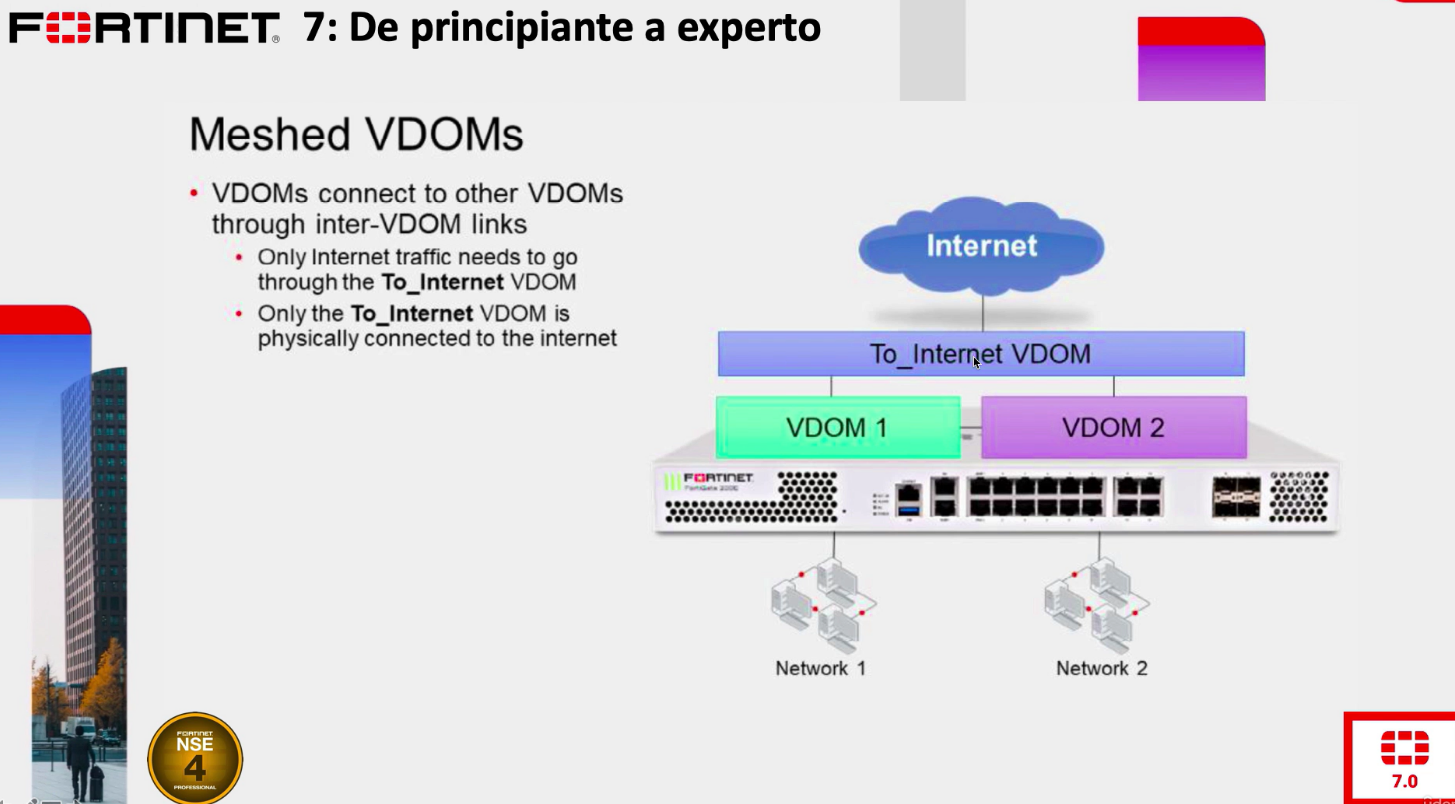 FORTINET® 7: De principiante a experto
Meshed VDOMs
• VDOMs connect to other VDOMs
through inter-VDOM links
• Only Internet traffic needs to go
through the To_Internet VDOM
• Only the To_Internet VDOM is
physically connected to the internet
Internet
To_Internet VDOM
VDOM 1
VDOM 2
FORTINET
Network 1
Network 2
FORTINET
NSE
4
PROFESSIONAL
7.0